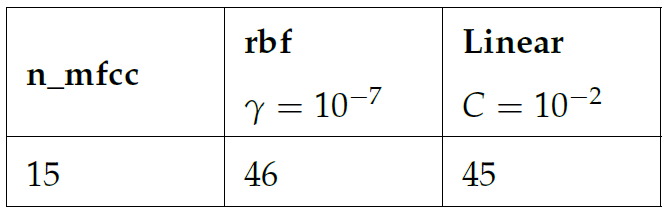 n_mfcc rbf Linear
γ = 10⁻⁷ C = 10⁻²
15 46 45